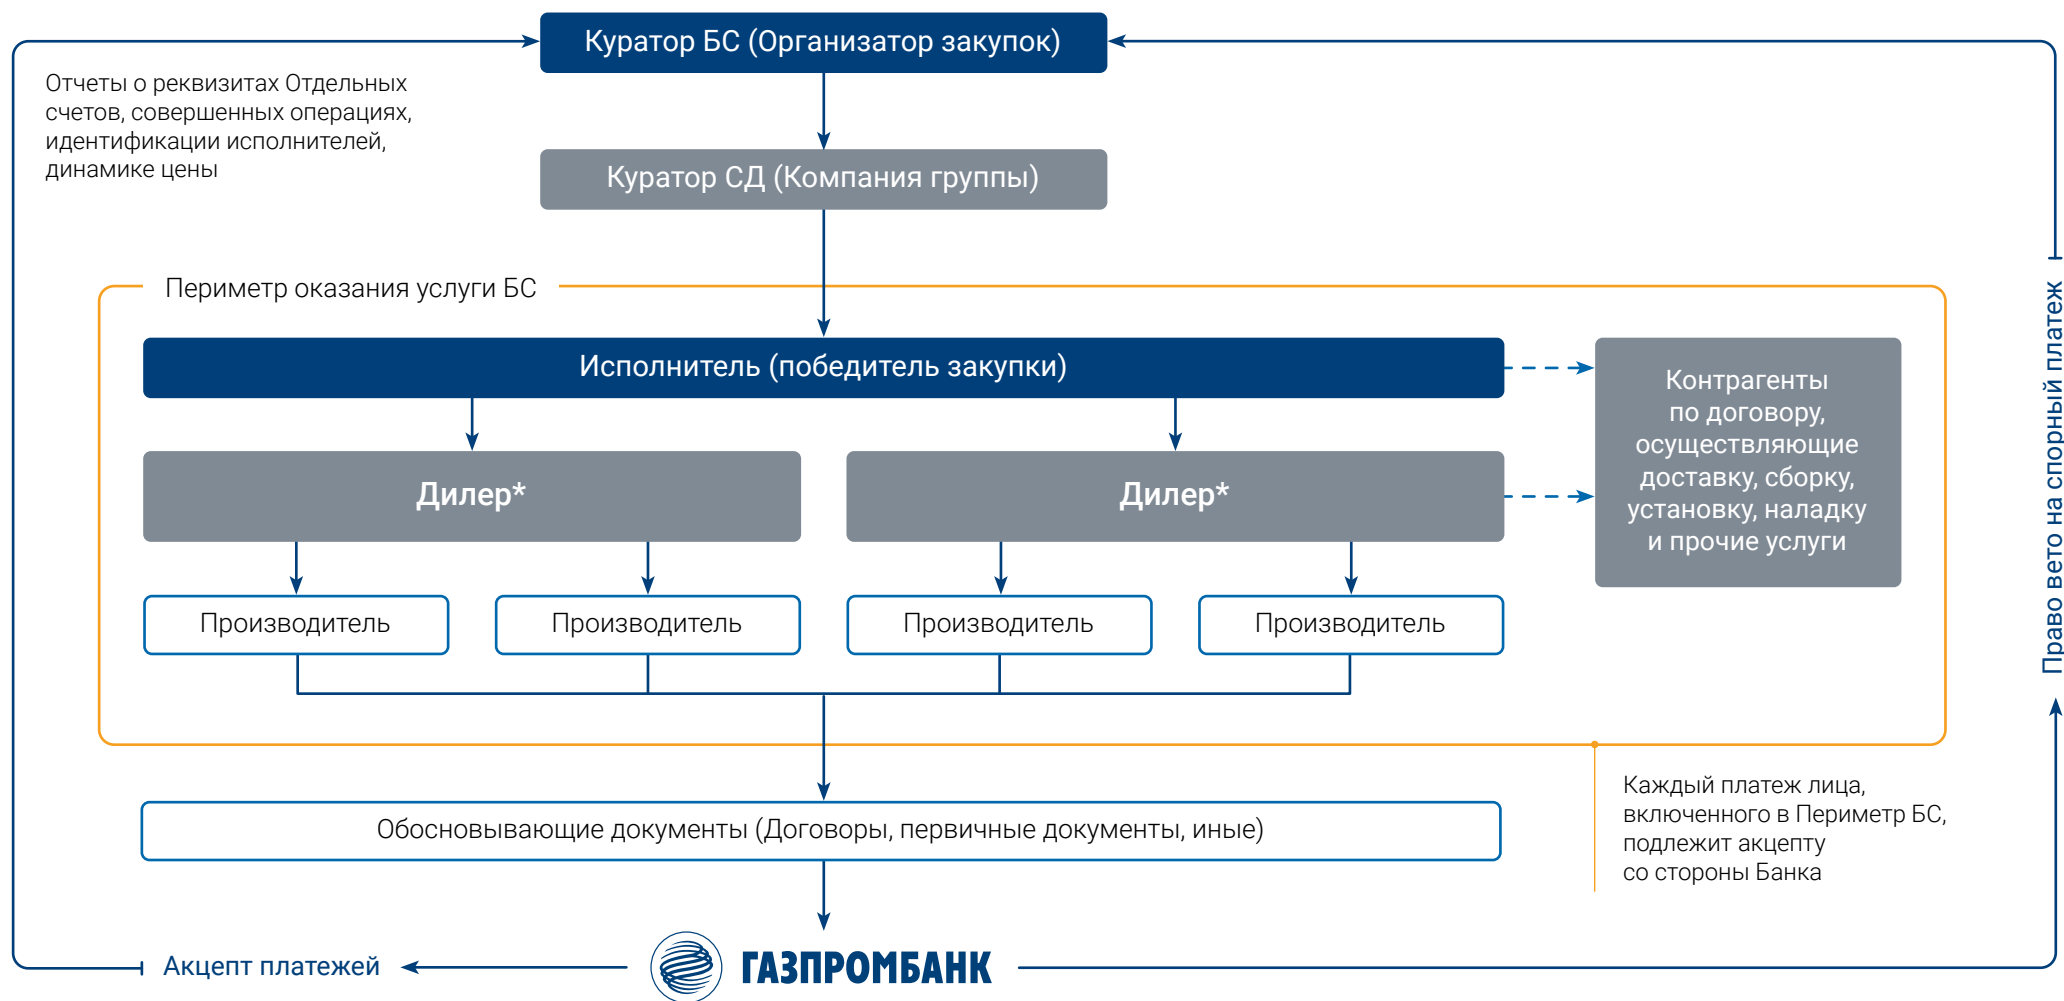 Куратор БС (Организатор закупок)
Отчеты о реквизитах Отдельных
счетов, совершенных операциях,
идентификации исполнителей,
динамике цены
Куратор СД (Компания группы)
Периметр оказания услуги БС
Исполнитель (победитель закупки)
Контрагенты
по договору,
осуществляющие
доставку, сборку,
установку, наладку
и прочие услуги
Дилер*
Дилер*
Производитель
Производитель
Производитель
Производитель
Право вето на спорный платеж
Обосновывающие документы (Договоры, первичные документы, иные)
Каждый платеж лица,
включенного в Периметр БС,
подлежит акцепту
со стороны Банка
Акцепт платежей
ГАЗПРОМБАНК